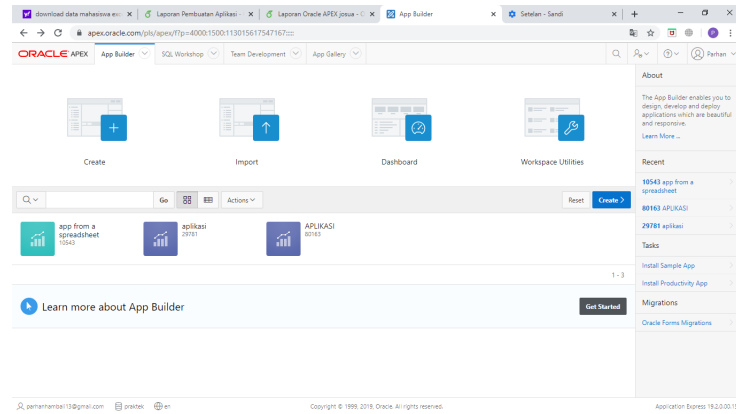 download data mahasiswa exc
Laporan Pembuatan Aplikasi -
Laporan Oracle APEX josua -
App Builder
Setelan - Sandi
apex.oracle.com/pls/apex/f?p=4000:1500:113015617547167:::::
ORACLE APEX
App Builder
SQL Workshop
Team Development
App Gallery
Parhan
Create
Import
Dashboard
Workspace Utilities
Go
Actions
Reset
Create
app from a
spreadsheet
10543
aplikasi
29781
APLIKASI
80163
1 - 3
Learn more about App Builder
Get Started
About
The App Builder enables you to
design, develop and deploy
applications which are beautiful
and responsive.
Learn More ...
Recent
10543 app from a
spreadsheet
80163 APLIKASI
29781 aplikasi
Tasks
Install Sample App
Install Productivity App
Migrations
Oracle Forms Migrations
praktek
en
Copyright © 1999, 2019, Oracle. All rights reserved.
Application Express 19.2.0.00.15